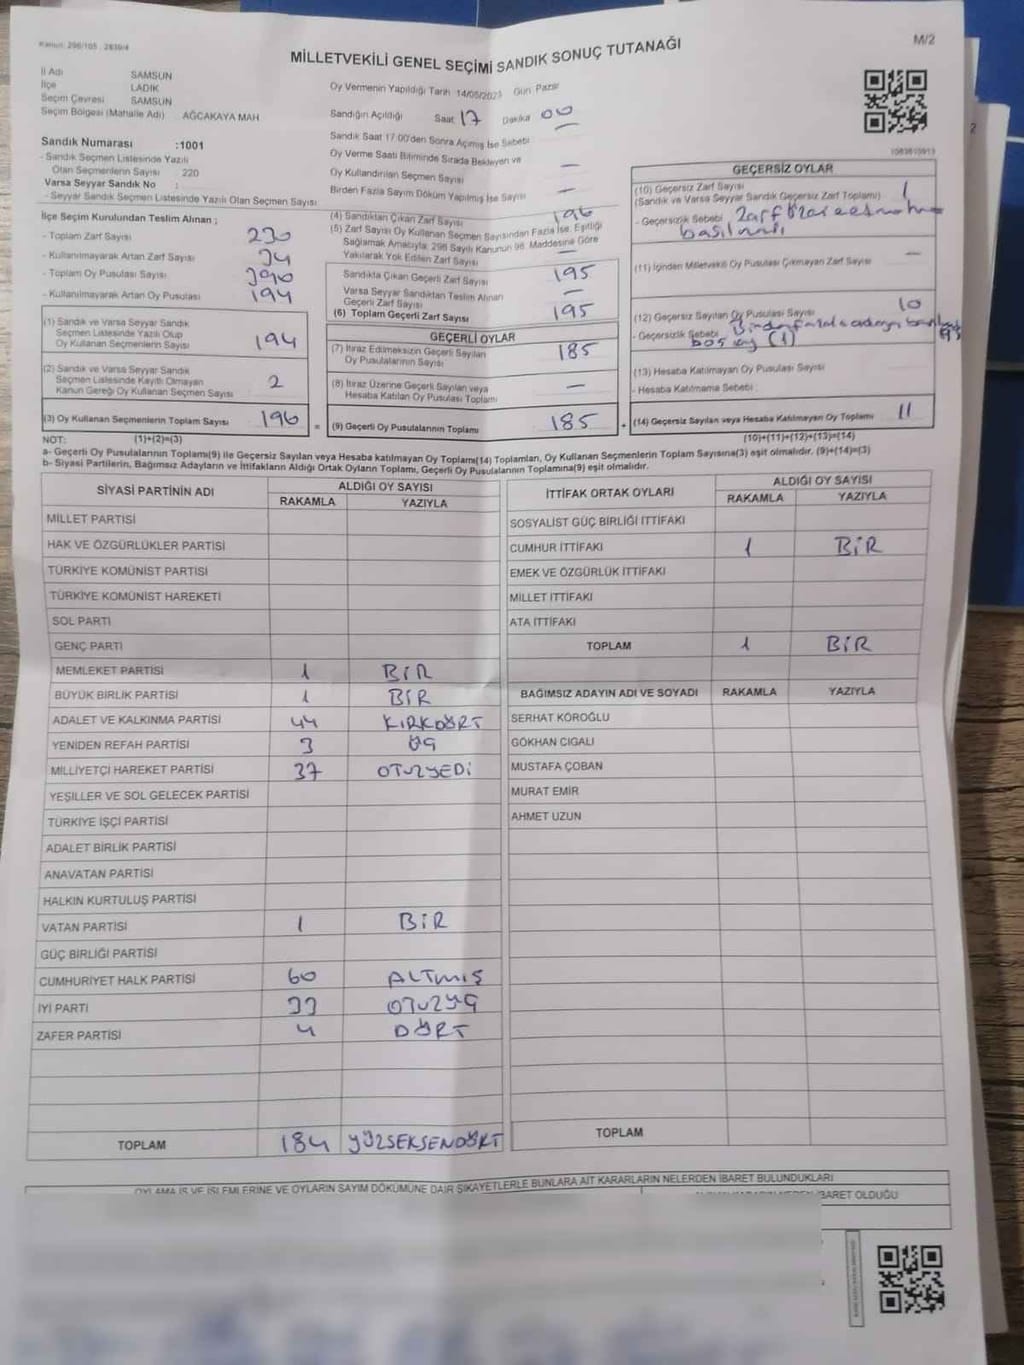 Kanun: 298/105 , 2839/4
M/2
MİLLETVEKİLİ GENEL SEÇİMİ SANDIK SONUÇ TUTANAĞI
İl Adı SAMSUN
İlçe LADİK
Seçim Çevresi SAMSUN
Seçim Bölgesi (Mahalle Adı) AĞCAKAYA MAH
Sandık Numarası :1001
- Sandık Seçmen Listesinde Yazılı
Olan Seçmenlerin Sayısı 220
Varsa Seyyar Sandık No :
- Seyyar Sandık Seçmen Listesinde Yazılı Olan Seçmen Sayısı
Oy Vermenin Yapıldığı Tarih 14/05/2023 Gün Pazar
Sandığın Açıldığı Saat 17 Dakika 00
Sandık Saat 17:00'den Sonra Açılmış İse Sebebi —
Oy Verme Saati Bitiminde Sırada Bekleyen ve
Oy Kullandırılan Seçmen Sayısı —
Birden Fazla Sayım Döküm Yapılmış İse Sayısı —
İlçe Seçim Kurulundan Teslim Alınan ;
- Toplam Zarf Sayısı 230
- Kullanılmayarak Artan Zarf Sayısı 34
- Toplam Oy Pusulası Sayısı 390
- Kullanılmayarak Artan Oy Pusulası 194
(4) Sandıktan Çıkan Zarf Sayısı 196
(5) Zarf Sayısı Oy Kullanan Seçmen Sayısından Fazla İse, Eşitliği
Sağlamak Amacıyla, 298 Sayılı Kanunun 98. Maddesine Göre
Yakılarak Yok Edilen Zarf Sayısı —
Sandıkta Çıkan Geçerli Zarf Sayısı 195
Varsa Seyyar Sandıktan Teslim Alınan
Geçerli Zarf Sayısı —
(6) Toplam Geçerli Zarf Sayısı 195
GEÇERSİZ OYLAR
(10) Geçersiz Zarf Sayısı 1
(Sandık ve Varsa Seyyar Sandık Geçersiz Zarf Toplamı)
- Geçersizlik Sebebi Zarf
basılmadı
(11) İçinden Milletvekili Oy Pusulası Çıkmayan Zarf Sayısı —
(12) Geçersiz Sayılan Oy Pusulası Sayısı 10
- Geçersizlik Sebebi
boş (1)
(13) Hesaba Katılmayan Oy Pusulası Sayısı
- Hesaba Katılmama Sebebi :
(14) Geçersiz Sayılan veya Hesaba Katılmayan Oy Toplamı 11
(1) Sandık ve Varsa Seyyar Sandık
Seçmen Listesinde Yazılı Olup
Oy Kullanan Seçmenlerin Sayısı 194
(2) Sandık ve Varsa Seyyar Sandık
Seçmen Listesinde Kayıtlı Olmayan
Kanun Gereği Oy Kullanan Seçmen Sayısı 2
(3) Oy Kullanan Seçmenlerin Toplam Sayısı 196 =
GEÇERLİ OYLAR
(7) İtiraz Edilmeksizin Geçerli Sayılan
Oy Pusulalarının Sayısı 185
(8) İtiraz Üzerine Geçerli Sayılan veya
Hesaba Katılan Oy Pusulası Toplamı —
(9) Geçerli Oy Pusulalarının Toplamı 185 +
NOT: (1)+(2)=(3) (10)+(11)+(12)+(13)=(14)
a- Geçerli Oy Pusulalarının Toplamı(9) ile Geçersiz Sayılan veya Hesaba katılmayan Oy Toplamı(14) Toplamları, Oy Kullanan Seçmenlerin Toplam Sayısına(3) eşit olmalıdır. (9)+(14)=(3)
b- Siyasi Partilerin, Bağımsız Adayların ve İttifakların Aldığı Ortak Oyların Toplamı, Geçerli Oy Pusulalarının Toplamına(9) eşit olmalıdır.
SİYASİ PARTİNİN ADI ALDIĞI OY SAYISI
RAKAMLA YAZIYLA
MİLLET PARTİSİ
HAK VE ÖZGÜRLÜKLER PARTİSİ
TÜRKİYE KOMÜNİST PARTİSİ
TÜRKİYE KOMÜNİST HAREKETİ
SOL PARTİ
GENÇ PARTİ
MEMLEKET PARTİSİ 1 BİR
BÜYÜK BİRLİK PARTİSİ 1 BİR
ADALET VE KALKINMA PARTİSİ 44 KIRKDÖRT
YENİDEN REFAH PARTİSİ 3 ÜÇ
MİLLİYETÇİ HAREKET PARTİSİ 37 OTUZYEDİ
YEŞİLLER VE SOL GELECEK PARTİSİ
TÜRKİYE İŞÇİ PARTİSİ
ADALET BİRLİK PARTİSİ
ANAVATAN PARTİSİ
HALKIN KURTULUŞ PARTİSİ
VATAN PARTİSİ 1 BİR
GÜÇ BİRLİĞİ PARTİSİ
CUMHURİYET HALK PARTİSİ 60 ALTMIŞ
İYİ PARTİ 33 OTUZÜÇ
ZAFER PARTİSİ 4 DÖRT
TOPLAM 184 YÜZSEKSENDÖRT
İTTİFAK ORTAK OYLARI ALDIĞI OY SAYISI
RAKAMLA YAZIYLA
SOSYALİST GÜÇ BİRLİĞİ İTTİFAKI
CUMHUR İTTİFAKI 1 BİR
EMEK VE ÖZGÜRLÜK İTTİFAKI
MİLLET İTTİFAKI
ATA İTTİFAKI
TOPLAM 1 BİR
BAĞIMSIZ ADAYIN ADI VE SOYADI RAKAMLA YAZIYLA
SERHAT KÖROĞLU
GÖKHAN CIGALI
MUSTAFA ÇOBAN
MURAT EMİR
AHMET UZUN
TOPLAM
OYLAMA İŞ VE İŞLEMLERİNE VE OYLARIN SAYIM DÖKÜMÜNE DAİR ŞİKAYETLERLE BUNLARA AİT KARARLARIN NELERDEN İBARET BULUNDUKLARI
İBARET OLDUĞU